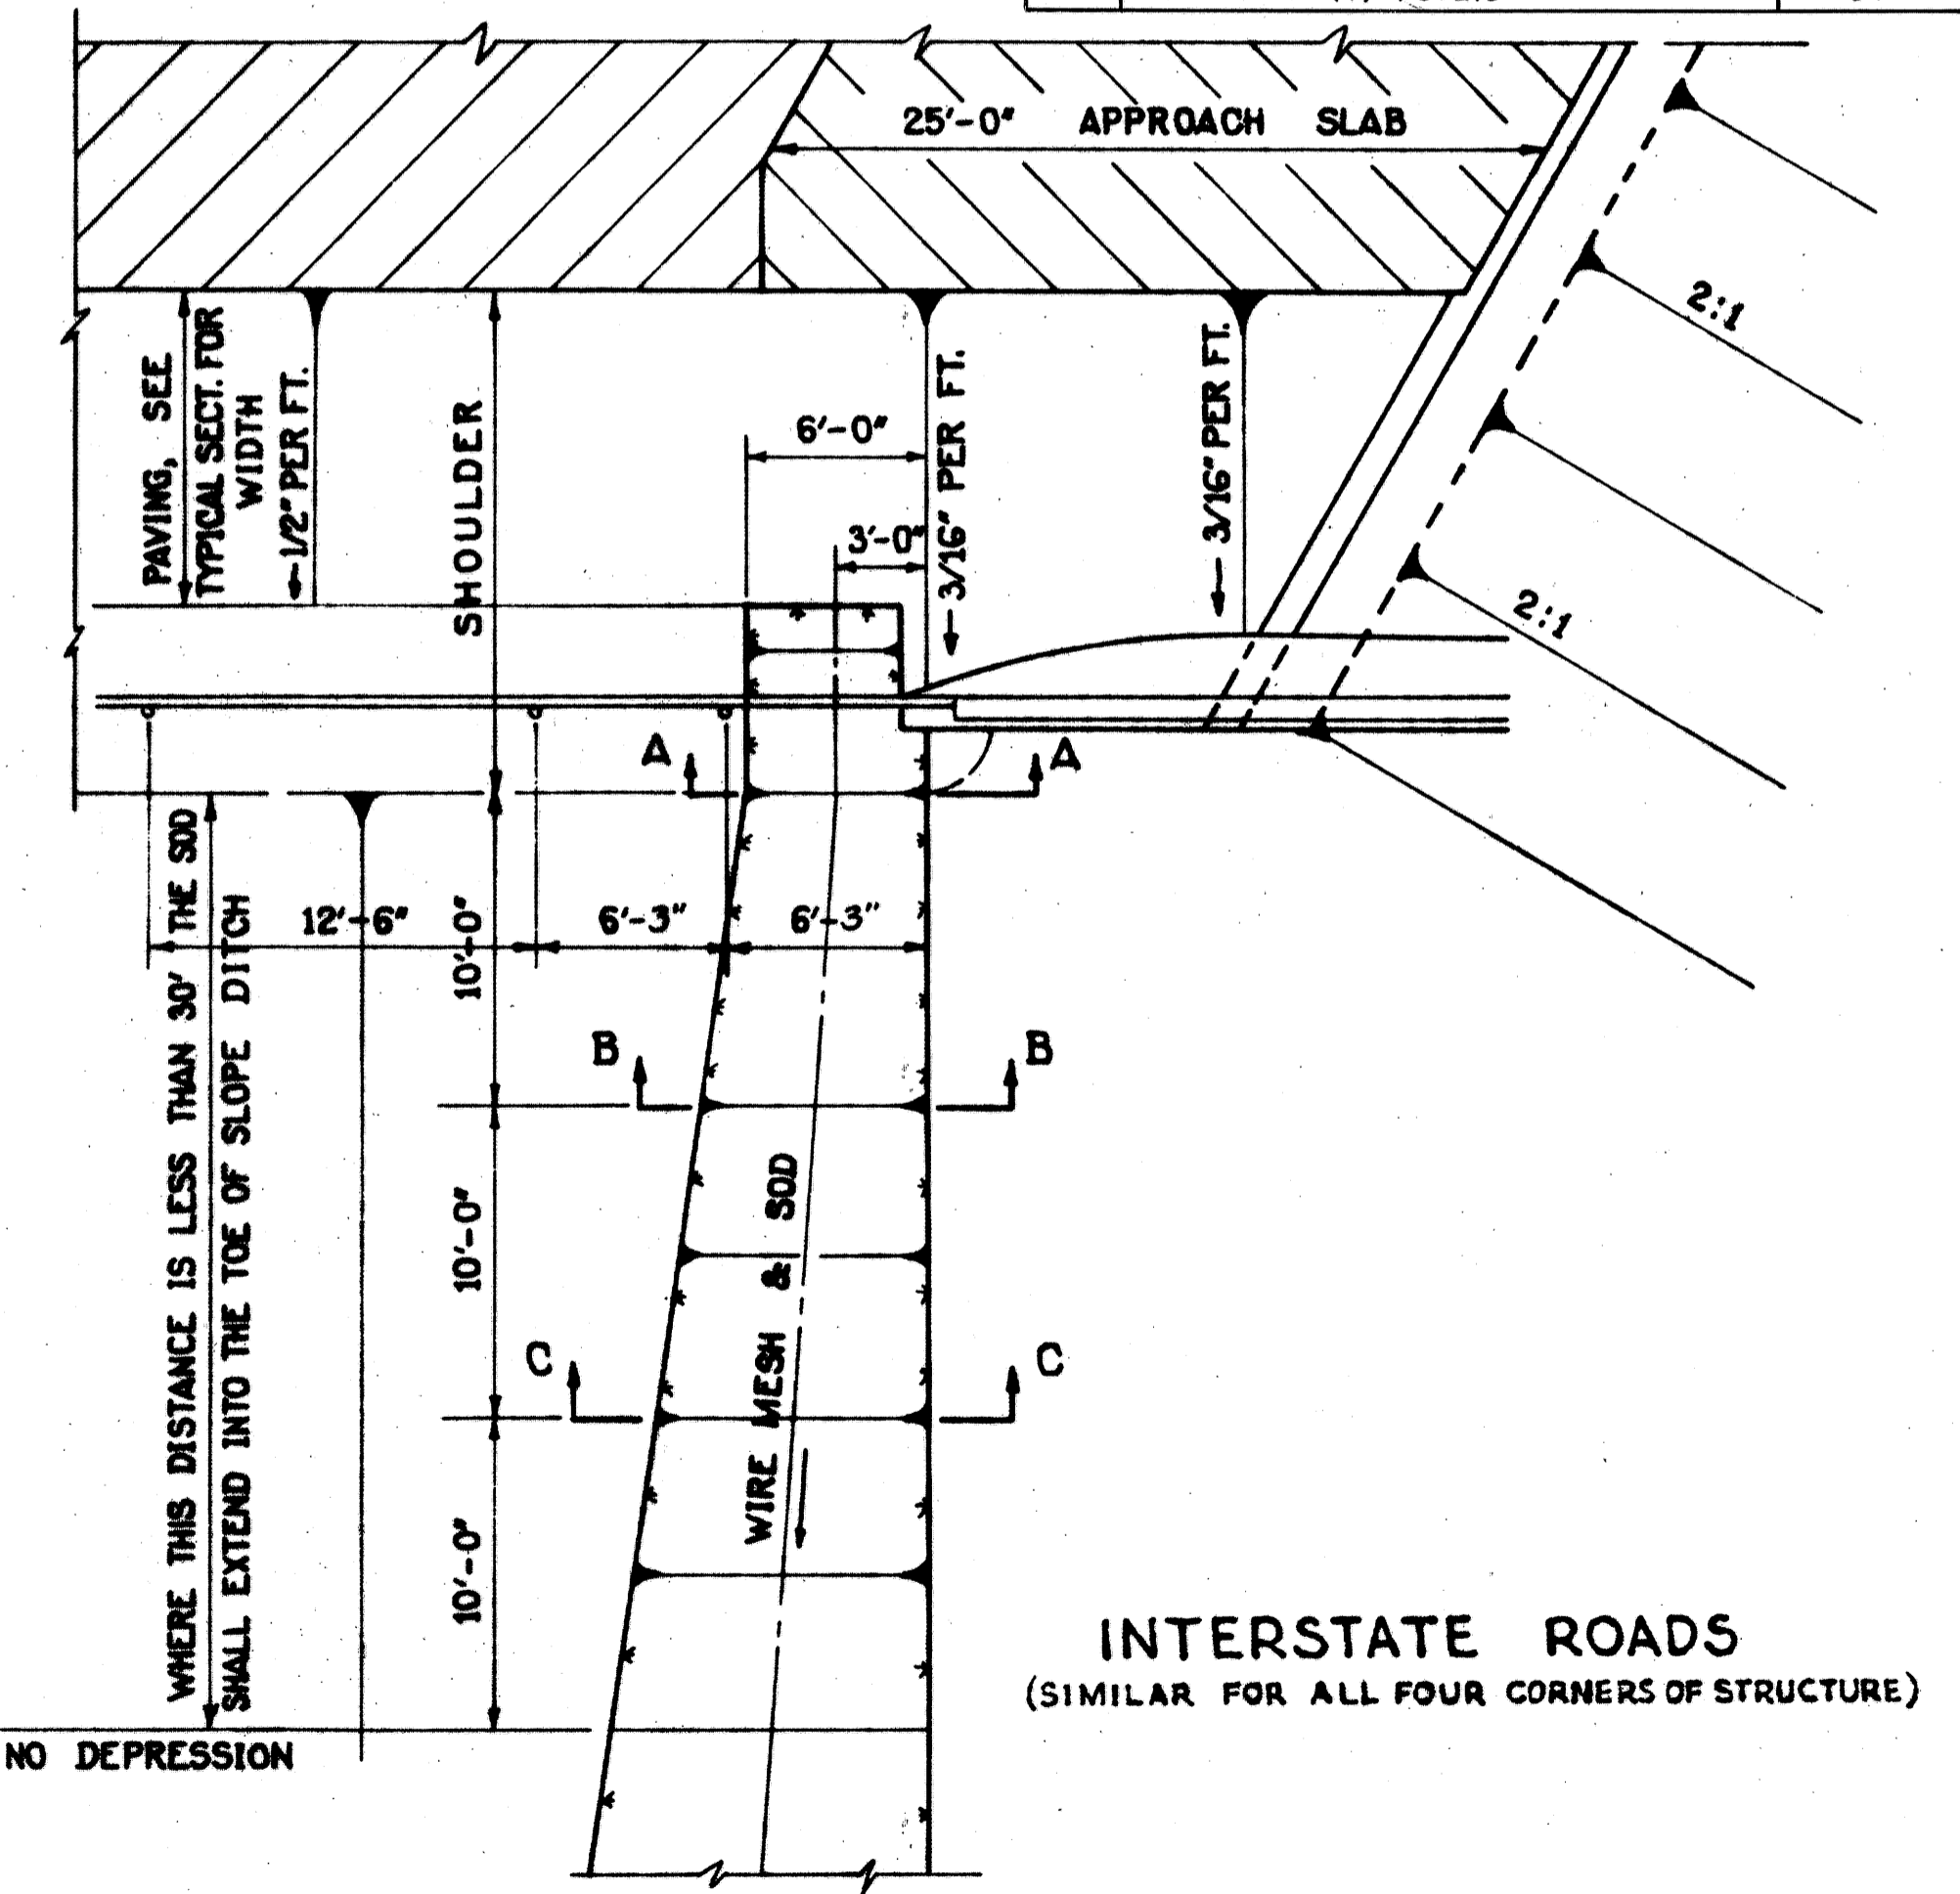 25'-0" APPROACH SLAB
2:1
2:1
PAVING, SEE
TYPICAL SECT. FOR
WIDTH
1/2" PER FT.
SHOULDER
6'-0"
3'-0"
3/16" PER FT.
3/16" PER FT.
A
A
12'-6"
6'-3"
6'-3"
10'-0"
B
B
10'-0"
C
C
10'-0"
WHERE THIS DISTANCE IS LESS THAN 30' THE SOD
SHALL EXTEND INTO THE TOE OF SLOPE DITCH
WIRE MESH & SOD
INTERSTATE ROADS
(SIMILAR FOR ALL FOUR CORNERS OF STRUCTURE)
NO DEPRESSION